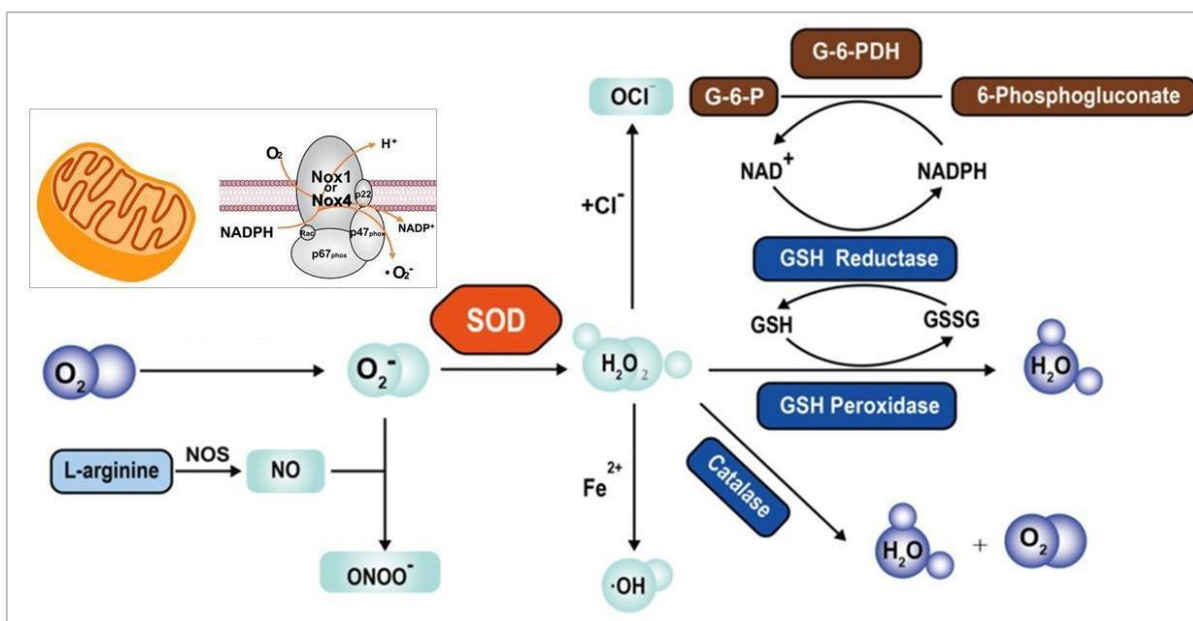 G-6-PDH
OCl⁻
G-6-P
6-Phosphogluconate
O₂
H⁺
Nox1
or
Nox4
p22
NADPH
NADP⁺
Rac
p47phox
p67phox
·O₂⁻
NAD⁺
NADPH
+Cl⁻
GSH Reductase
SOD
GSH
GSSG
O₂
O₂⁻
H₂O₂
H₂O
GSH Peroxidase
L-arginine
NOS
NO
Fe²⁺
Catalase
ONOO⁻
·OH
H₂O
+
O₂